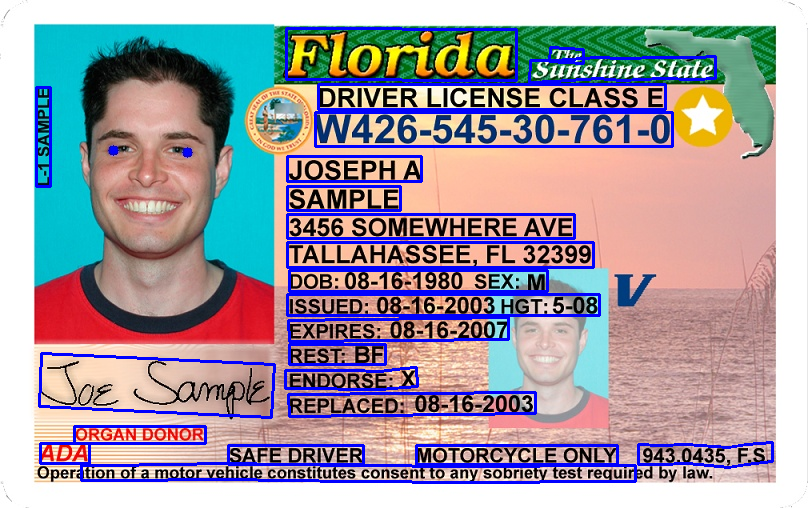 Florida
The
Sunshine State
DRIVER LICENSE CLASS E
W426-545-30-761-0
L-1 SAMPLE
JOSEPH A
SAMPLE
3456 SOMEWHERE AVE
TALLAHASSEE, FL 32399
DOB: 08-16-1980 SEX: M
V
ISSUED: 08-16-2003 HGT: 5-08
EXPIRES: 08-16-2007
REST: BF
ENDORSE: X
REPLACED: 08-16-2003
Joe Sample
ORGAN DONOR
ADA SAFE DRIVER MOTORCYCLE ONLY 943.0435, F.S.
Operation of a motor vehicle constitutes consent to any sobriety test required by law.